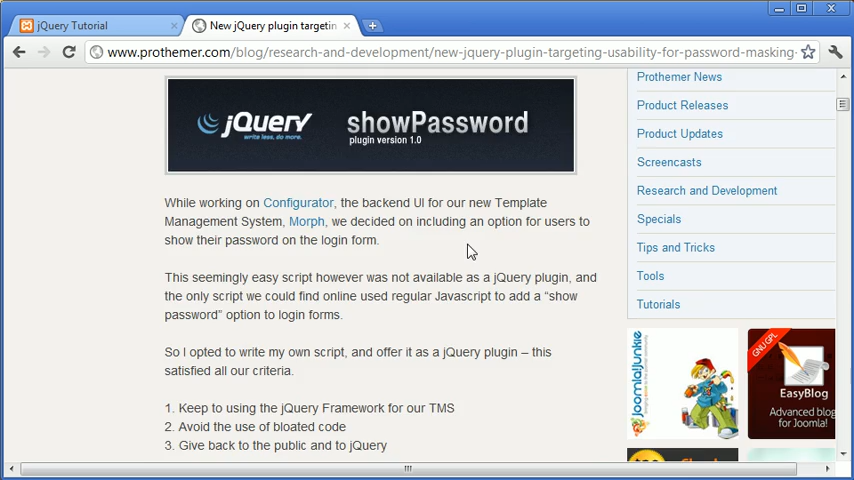 jQuery Tutorial
New jQuery plugin targetin
www.prothemer.com/blog/research-and-development/new-jquery-plugin-targeting-usability-for-password-masking-
jQuery
write less, do more.
showPassword
plugin version 1.0
While working on Configurator, the backend UI for our new Template
Management System, Morph, we decided on including an option for users to
show their password on the login form.
This seemingly easy script however was not available as a jQuery plugin, and
the only script we could find online used regular Javascript to add a “show
password” option to login forms.
So I opted to write my own script, and offer it as a jQuery plugin – this
satisfied all our criteria.
1. Keep to using the jQuery Framework for our TMS
2. Avoid the use of bloated code
3. Give back to the public and to jQuery
Prothemer News
Product Releases
Product Updates
Screencasts
Research and Development
Specials
Tips and Tricks
Tools
Tutorials
Joomlajunkie
GNU GPL
EasyBlog
Advanced blog
for Joomla!